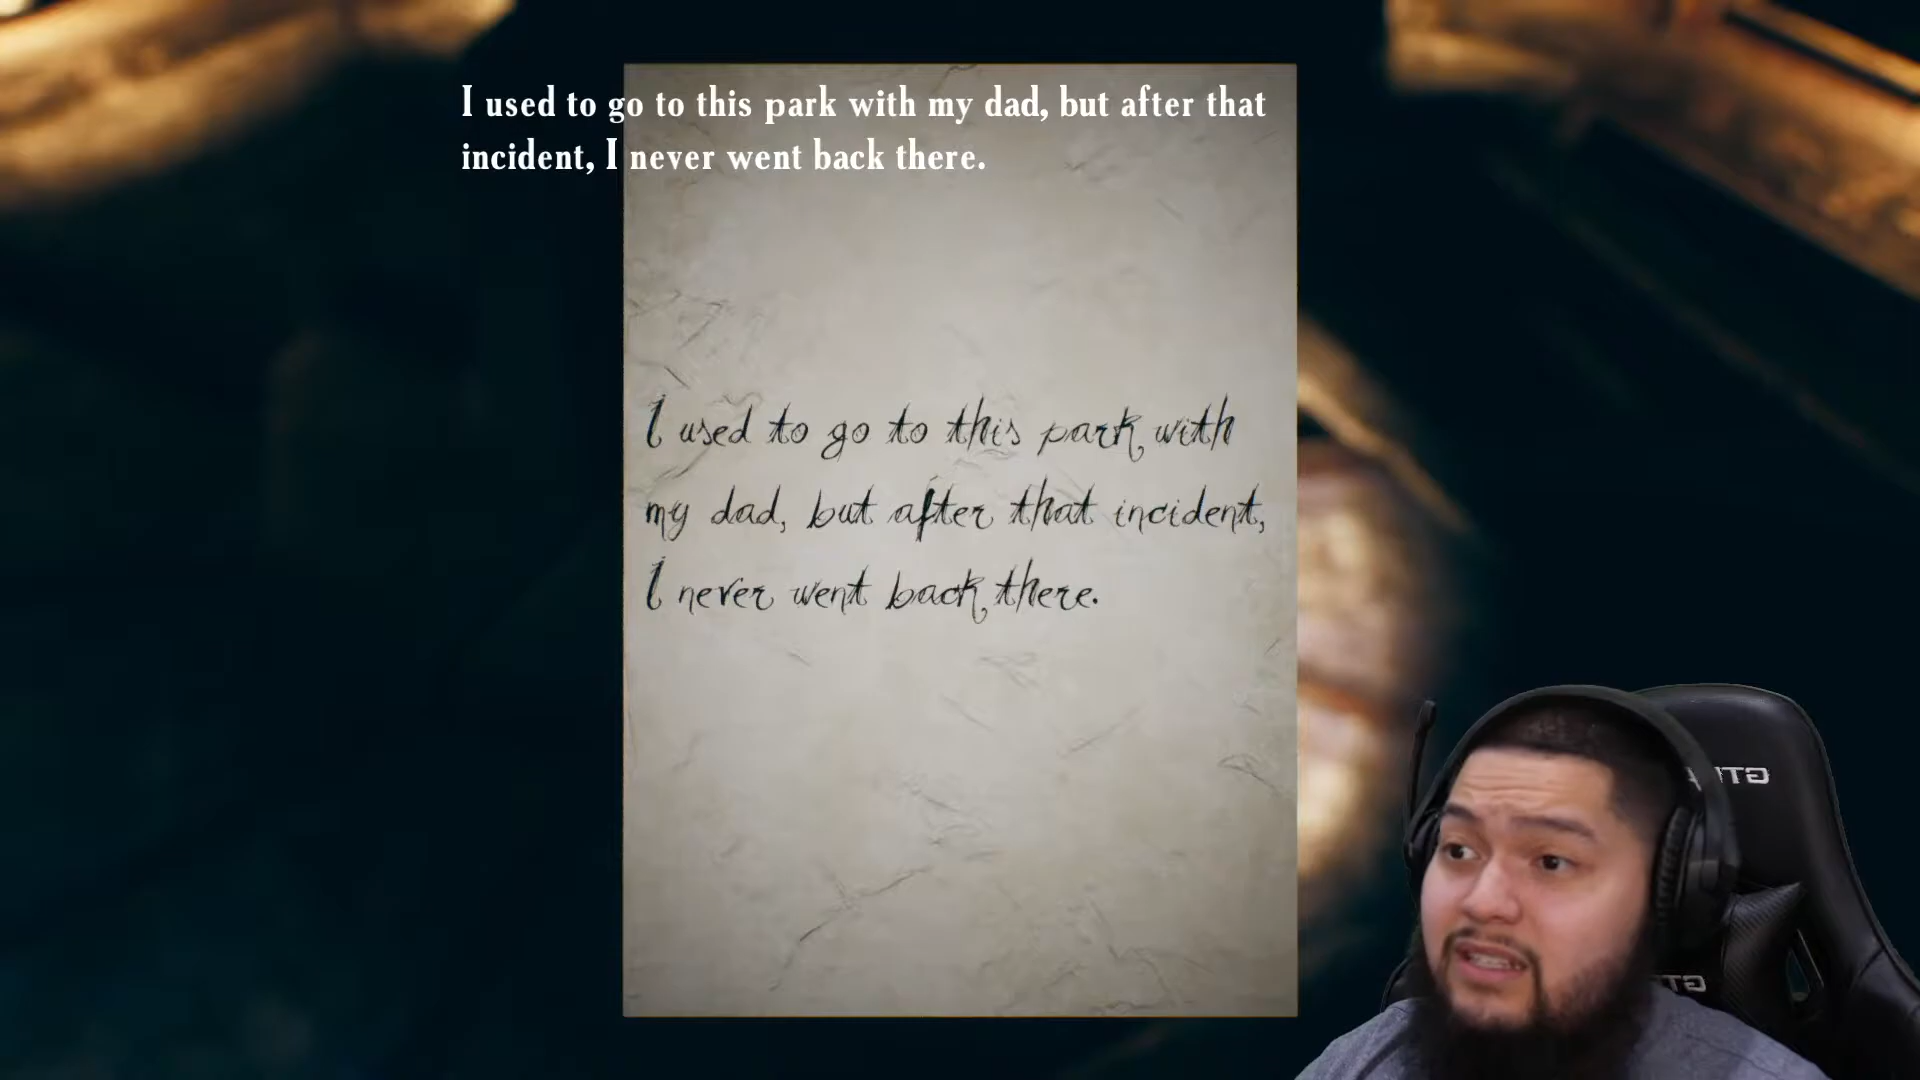 I used to go to this park with my dad, but after that
incident, I never went back there.
I used to go to this park with
my dad, but after that incident,
I never went back there.
GT
GT